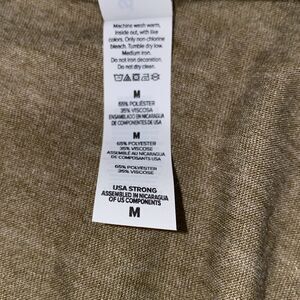 Machine wash warm,
inside out, with like
colors. Only non-chlorine
bleach. Tumble dry low.
Medium iron.
Do not iron decoration.
Do not dry clean.
M
65% POLYESTER
35% VISCOSA
ENSAMBLADO EN NICARAGUA
DE COMPONENTES DE USA
M
65% POLYESTER
35% VISCOSE
ASSEMBLÉ AU NICARAGUA
DE COMPOSANTS USA
65% POLYESTER
35% VISCOSE
USA STRONG
ASSEMBLED IN NICARAGUA
OF US COMPONENTS
M